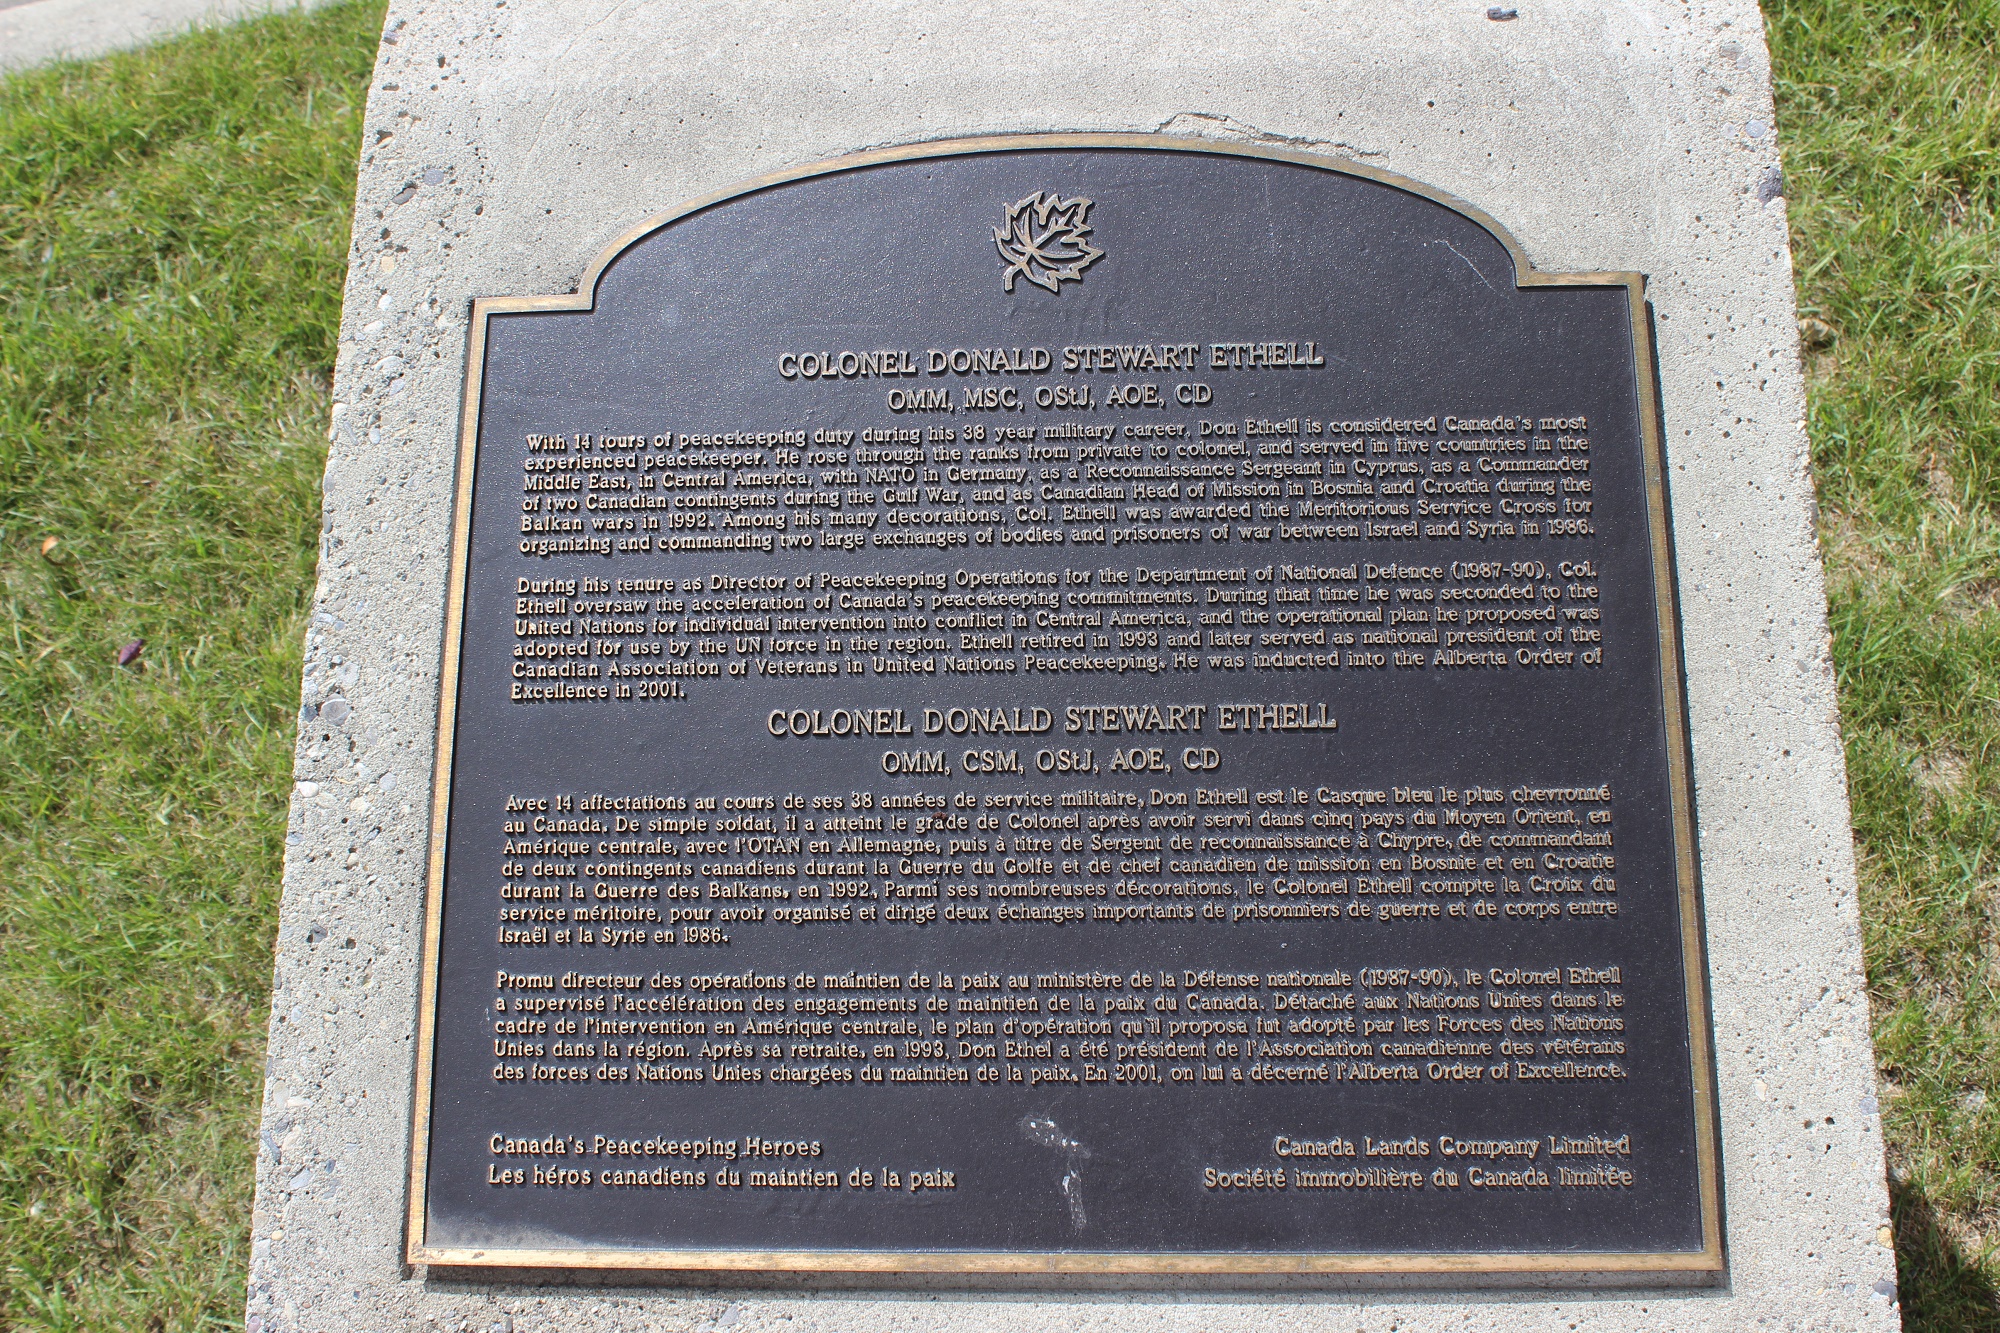 COLONEL DONALD STEWART ETHELL
OMM, MSC, OStJ, AOE, CD
With 14 tours of peacekeeping duty during his 38 year military career, Don Ethell is considered Canada's most
experienced peacekeeper. He rose through the ranks from private to colonel, and served in five countries in the
Middle East, in Central America, with NATO in Germany, as a Reconnaissance Sergeant in Cyprus, as a Commander
of two Canadian contingents during the Gulf War, and as Canadian Head of Mission in Bosnia and Croatia during the
Balkan wars in 1992. Among his many decorations, Col. Ethell was awarded the Meritorious Service Cross for
organizing and commanding two large exchanges of bodies and prisoners of war between Israel and Syria in 1986.
During his tenure as Director of Peacekeeping Operations for the Department of National Defence (1987-90), Col.
Ethell oversaw the acceleration of Canada's peacekeeping commitments. During that time he was seconded to the
United Nations for individual intervention into conflict in Central America, and the operational plan he proposed was
adopted for use by the UN force in the region. Ethell retired in 1993 and later served as national president of the
Canadian Association of Veterans in United Nations Peacekeeping. He was inducted into the Alberta Order of
Excellence in 2001.
COLONEL DONALD STEWART ETHELL
OMM, CSM, OStJ, AOE, CD
Avec 14 affectations au cours de ses 38 années de service militaire, Don Ethell est le Casque bleu le plus chevronné
au Canada. De simple soldat, il a atteint le grade de Colonel après avoir servi dans cinq pays du Moyen Orient, en
Amérique centrale, avec l'OTAN en Allemagne, puis à titre de Sergent de reconnaissance à Chypre, de commandant
de deux contingents canadiens durant la Guerre du Golfe et de chef canadien de mission en Bosnie et en Croatie
durant la Guerre des Balkans, en 1992. Parmi ses nombreuses décorations, le Colonel Ethell compte la Croix du
service méritoire, pour avoir organisé et dirigé deux échanges importants de prisonniers de guerre et de corps entre
Israël et la Syrie en 1986.
Promu directeur des opérations de maintien de la paix au ministère de la Défense nationale (1987-90), le Colonel Ethell
a supervisé l'accélération des engagements de maintien de la paix du Canada. Détaché aux Nations Unies dans le
cadre de l'intervention en Amérique centrale, le plan d'opération qu'il proposa fut adopté par les Forces des Nations
Unies dans la région. Après sa retraite, en 1993, Don Ethel a été président de l'Association canadienne des vétérans
des forces des Nations Unies chargées du maintien de la paix. En 2001, on lui a décerné l'Alberta Order of Excellence.
Canada's Peacekeeping Heroes
Les héros canadiens du maintien de la paix
Canada Lands Company Limited
Société immobilière du Canada limitée